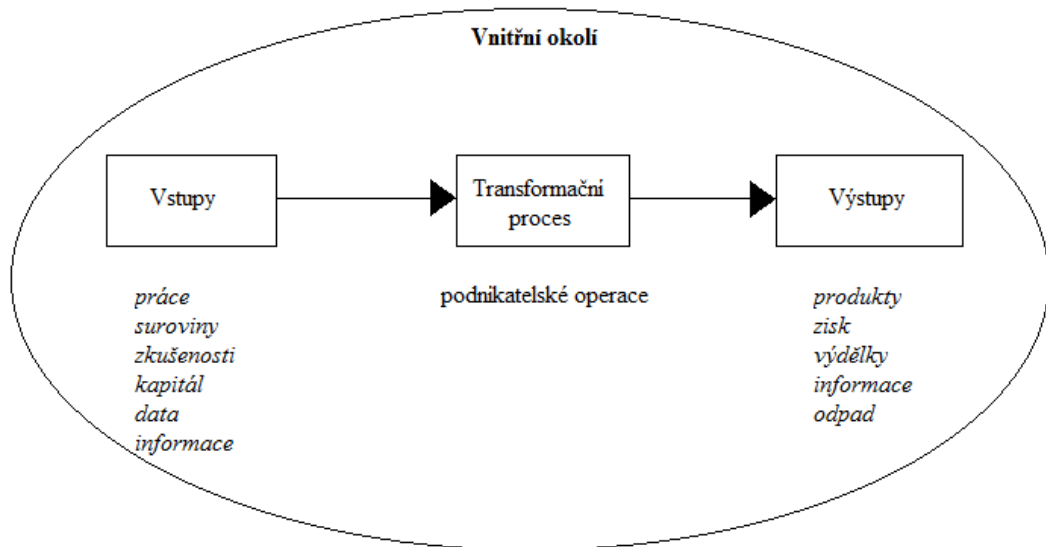 Vnitřní okolí
Vstupy
Transformační
proces
Výstupy
práce
suroviny
zkušenosti
kapitál
data
informace
podnikatelské operace
produkty
zisk
výdělky
informace
odpad